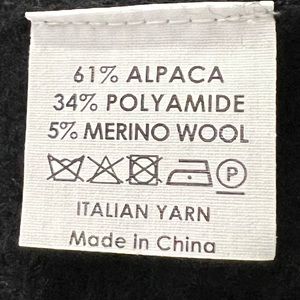 61% ALPACA
34% POLYAMIDE
5% MERINO WOOL
P
ITALIAN YARN
Made in China